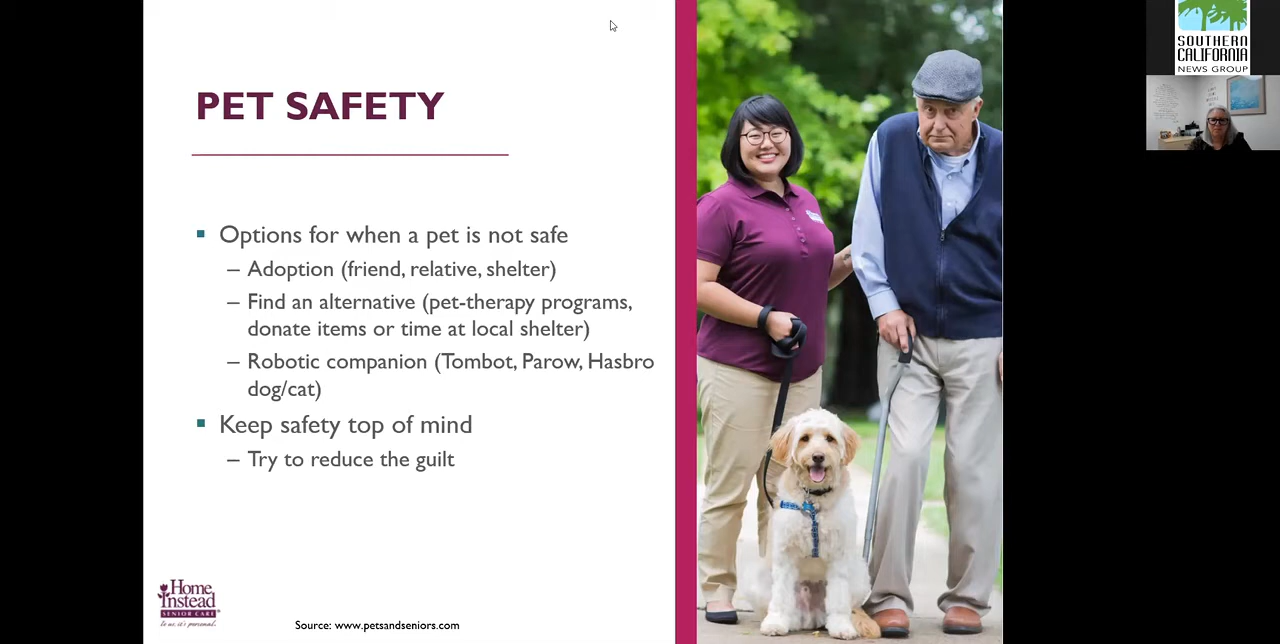 PET SAFETY
Options for when a pet is not safe
– Adoption (friend, relative, shelter)
– Find an alternative (pet-therapy programs,
donate items or time at local shelter)
– Robotic companion (Tombot, Parow, Hasbro
dog/cat)
Keep safety top of mind
– Try to reduce the guilt
Home
Instead
SENIOR CARE
to us, it's personal.
Source: www.petsandseniors.com
SOUTHERN
CALIFORNIA
NEWS GROUP